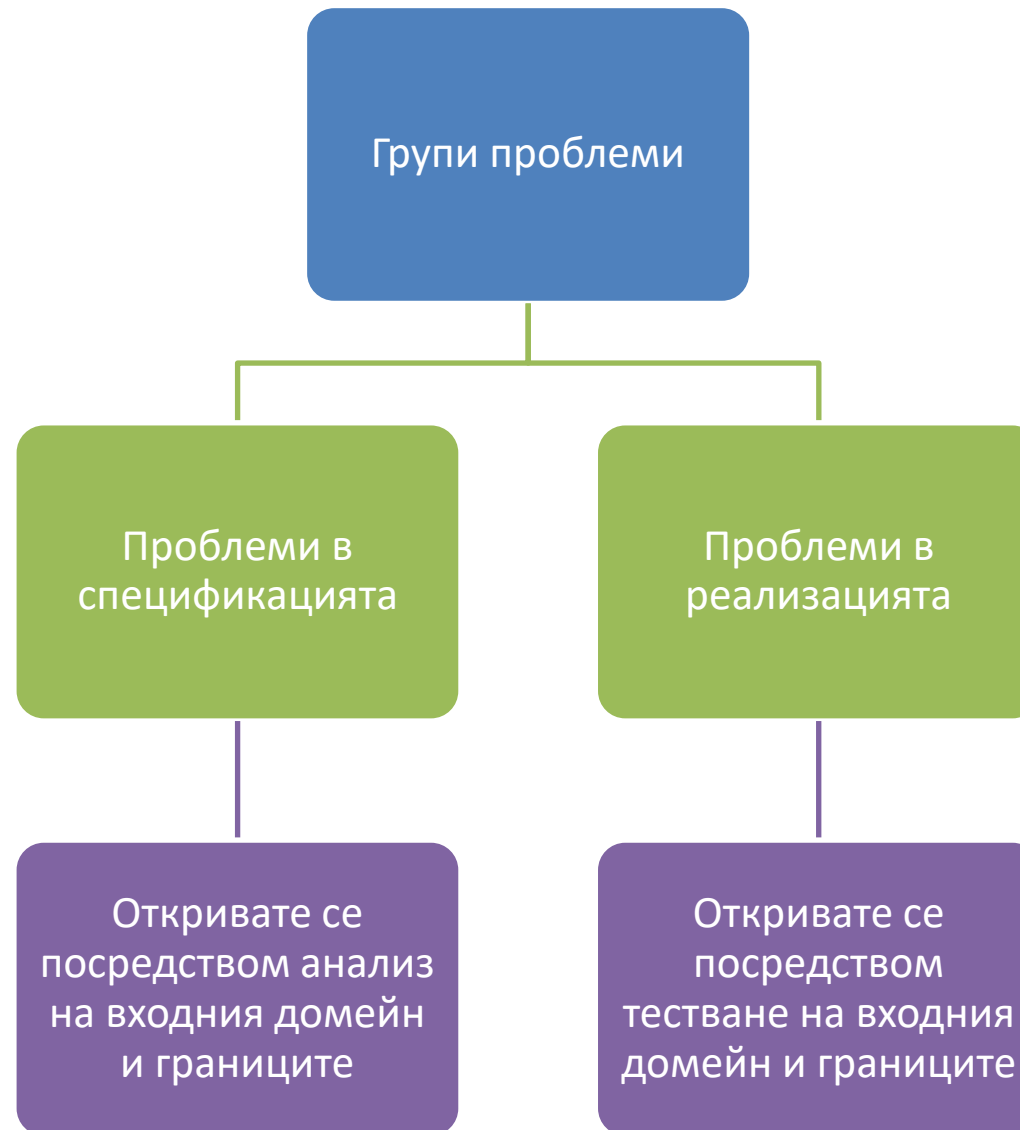 Групи проблеми
Проблеми в
спецификацията
Проблеми в
реализацията
Откривате се
посредством анализ
на входния домейн
и границите
Откривате се
посредством
тестване на входния
домейн и границите